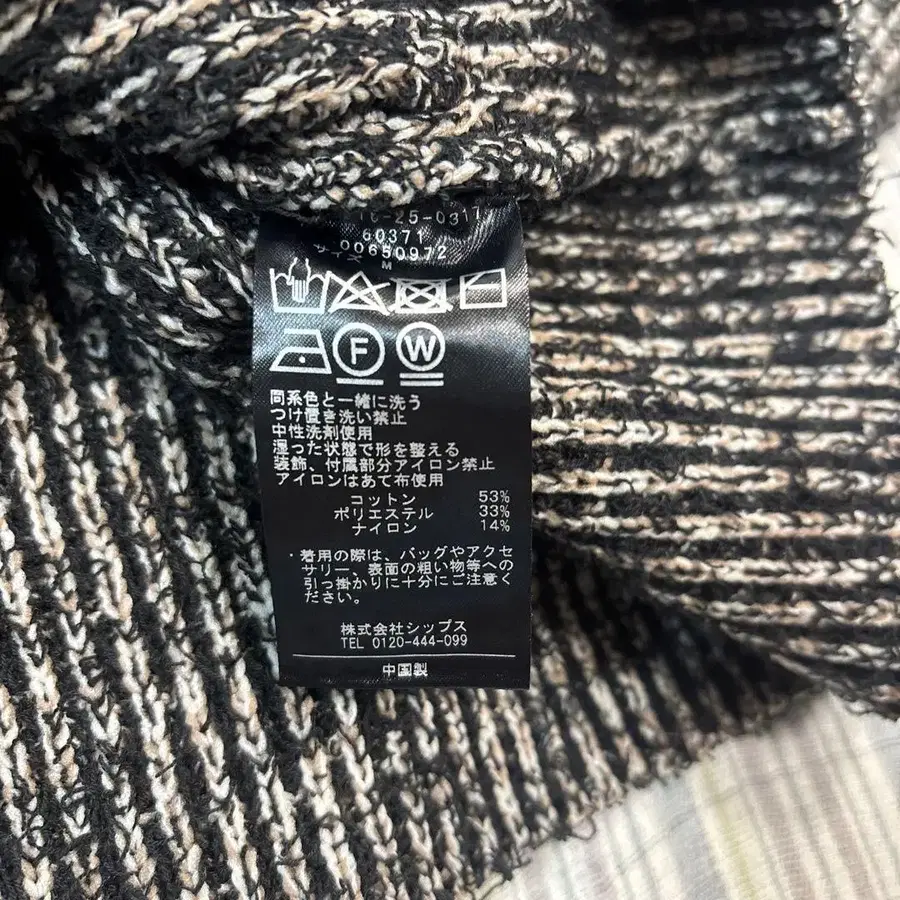 16-25-0317
60371
00650972
サイズ M
F W
同系色と一緒に洗う
つけ置き洗い禁止
中性洗剤使用
湿った状態で形を整える
装飾、付属部分アイロン禁止
アイロンはあて布使用
コットン 53%
ポリエステル 33%
ナイロン 14%
・着用の際は、バッグやアクセ
サリー、表面の粗い物等への
引っ掛かりに十分にご注意く
ださい。
株式会社シップス
TEL 0120-444-099
中国製